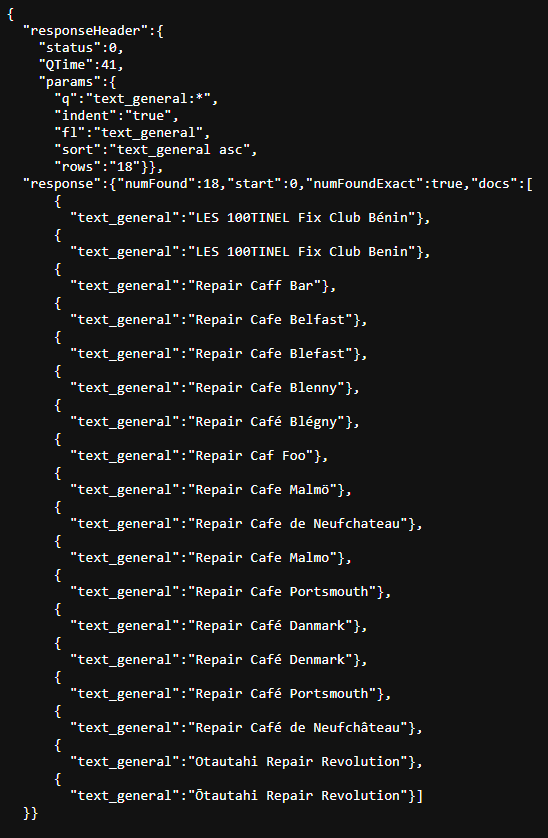 {
"responseHeader":{
"status":0,
"QTime":41,
"params":{
"q":"text_general:*",
"indent":"true",
"fl":"text_general",
"sort":"text_general asc",
"rows":"18"}},
"response":{"numFound":18,"start":0,"numFoundExact":true,"docs":[
{
"text_general":"LES 100TINEL Fix Club Bénin"},
{
"text_general":"LES 100TINEL Fix Club Benin"},
{
"text_general":"Repair Caff Bar"},
{
"text_general":"Repair Cafe Belfast"},
{
"text_general":"Repair Cafe Blefast"},
{
"text_general":"Repair Cafe Blenny"},
{
"text_general":"Repair Café Blégny"},
{
"text_general":"Repair Caf Foo"},
{
"text_general":"Repair Cafe Malmö"},
{
"text_general":"Repair Cafe de Neufchateau"},
{
"text_general":"Repair Cafe Malmo"},
{
"text_general":"Repair Cafe Portsmouth"},
{
"text_general":"Repair Café Danmark"},
{
"text_general":"Repair Café Denmark"},
{
"text_general":"Repair Café Portsmouth"},
{
"text_general":"Repair Café de Neufchâteau"},
{
"text_general":"Otautahi Repair Revolution"},
{
"text_general":"Ōtautahi Repair Revolution"}]
}}